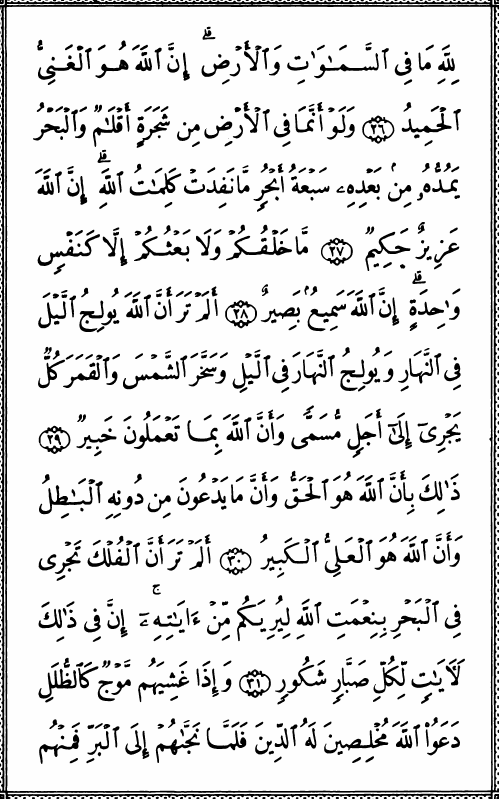 لِلَّهِ مَا فِى ٱلسَّمَٰوَٰتِ وَٱلْأَرْضِ ۚ إِنَّ ٱللَّهَ هُوَ ٱلْغَنِىُّ
ٱلْحَمِيدُ ﴿٢٦﴾ وَلَوْ أَنَّمَا فِى ٱلْأَرْضِ مِن شَجَرَةٍ أَقْلَٰمٌ وَٱلْبَحْرُ
يَمُدُّهُۥ مِنۢ بَعْدِهِۦ سَبْعَةُ أَبْحُرٍ مَّا نَفِدَتْ كَلِمَٰتُ ٱللَّهِ ۗ إِنَّ ٱللَّهَ
عَزِيزٌ حَكِيمٌ ﴿٢٧﴾ مَّا خَلْقُكُمْ وَلَا بَعْثُكُمْ إِلَّا كَنَفْسٍ
وَٰحِدَةٍ ۗ إِنَّ ٱللَّهَ سَمِيعٌۢ بَصِيرٌ ﴿٢٨﴾ أَلَمْ تَرَ أَنَّ ٱللَّهَ يُولِجُ ٱلَّيْلَ
فِى ٱلنَّهَارِ وَيُولِجُ ٱلنَّهَارَ فِى ٱلَّيْلِ وَسَخَّرَ ٱلشَّمْسَ وَٱلْقَمَرَ كُلٌّ
يَجْرِىٓ إِلَىٰٓ أَجَلٍ مُّسَمًّى وَأَنَّ ٱللَّهَ بِمَا تَعْمَلُونَ خَبِيرٌ ﴿٢٩﴾
ذَٰلِكَ بِأَنَّ ٱللَّهَ هُوَ ٱلْحَقُّ وَأَنَّ مَا يَدْعُونَ مِن دُونِهِ ٱلْبَٰطِلُ
وَأَنَّ ٱللَّهَ هُوَ ٱلْعَلِىُّ ٱلْكَبِيرُ ﴿٣٠﴾ أَلَمْ تَرَ أَنَّ ٱلْفُلْكَ تَجْرِى
فِى ٱلْبَحْرِ بِنِعْمَتِ ٱللَّهِ لِيُرِيَكُم مِّنْ ءَايَٰتِهِۦٓ ۚ إِنَّ فِى ذَٰلِكَ
لَءَايَٰتٍ لِّكُلِّ صَبَّارٍ شَكُورٍ ﴿٣١﴾ وَإِذَا غَشِيَهُم مَّوْجٌ كَٱلظُّلَلِ
دَعَوُا۟ ٱللَّهَ مُخْلِصِينَ لَهُ ٱلدِّينَ فَلَمَّا نَجَّىٰهُمْ إِلَى ٱلْبَرِّ فَمِنْهُم